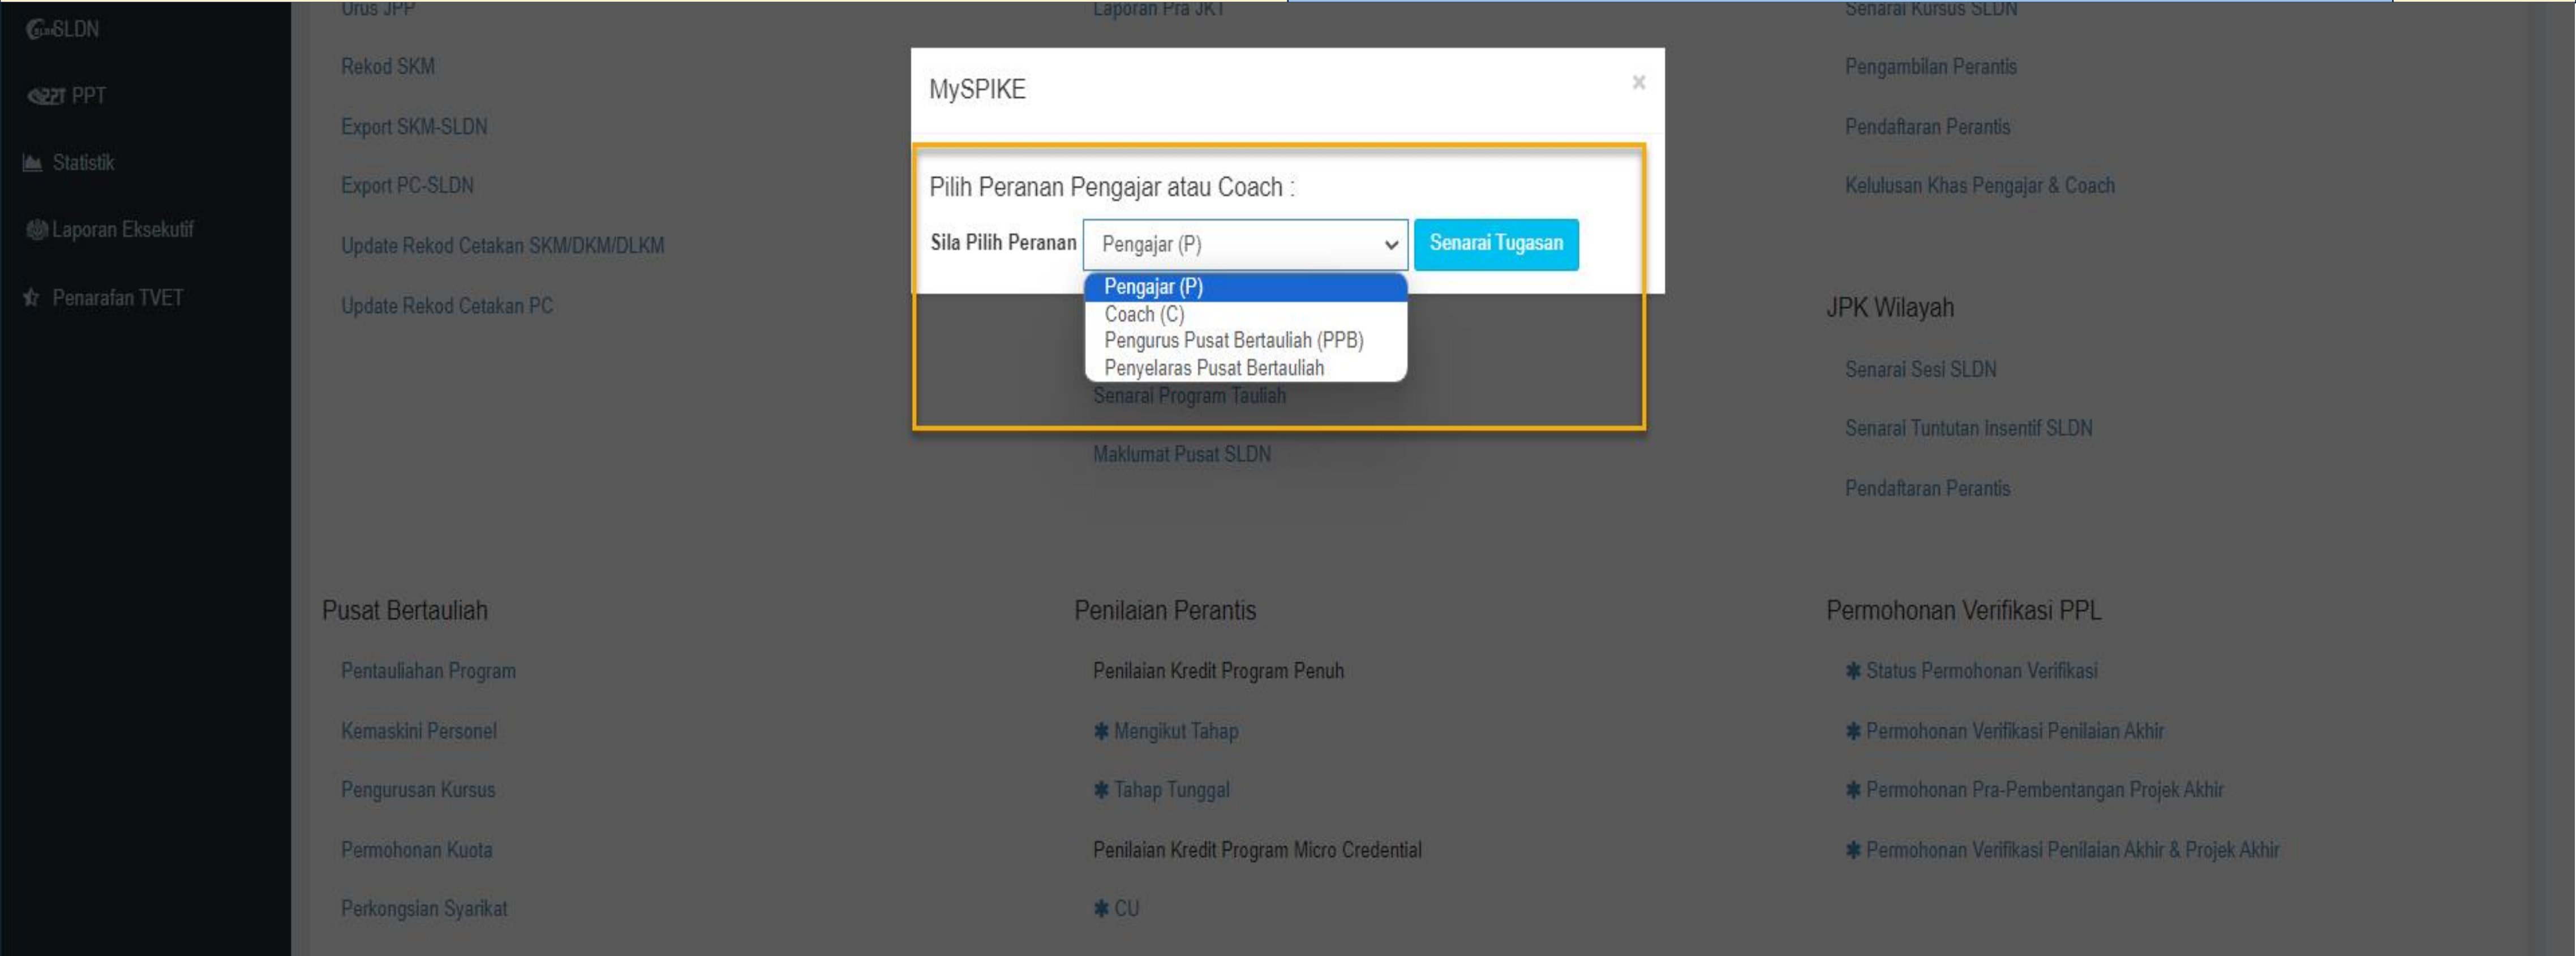 SLDN
PPT
Statistik
Laporan Eksekutif
Penarafan TVET
Urus JPP
Rekod SKM
Export SKM-SLDN
Export PC-SLDN
Update Rekod Cetakan SKM/DKM/DLKM
Update Rekod Cetakan PC
Laporan Pra JKT
MySPIKE
×
Pilih Peranan Pengajar atau Coach :
Sila Pilih Peranan
Pengajar (P)
Senarai Tugasan
Pengajar (P)
Coach (C)
Pengurus Pusat Bertauliah (PPB)
Penyelaras Pusat Bertauliah
Senarai Program Tauliah
Maklumat Pusat SLDN
Senarai Kursus SLDN
Pengambilan Perantis
Pendaftaran Perantis
Kelulusan Khas Pengajar & Coach
JPK Wilayah
Senarai Sesi SLDN
Senarai Tuntutan Insentif SLDN
Pendaftaran Perantis
Pusat Bertauliah
Pentauliahan Program
Kemaskini Personel
Pengurusan Kursus
Permohonan Kuota
Perkongsian Syarikat
Penilaian Perantis
Penilaian Kredit Program Penuh
✱ Mengikut Tahap
✱ Tahap Tunggal
Penilaian Kredit Program Micro Credential
✱ CU
Permohonan Verifikasi PPL
✱ Status Permohonan Verifikasi
✱ Permohonan Verifikasi Penilaian Akhir
✱ Permohonan Pra-Pembentangan Projek Akhir
✱ Permohonan Verifikasi Penilaian Akhir & Projek Akhir